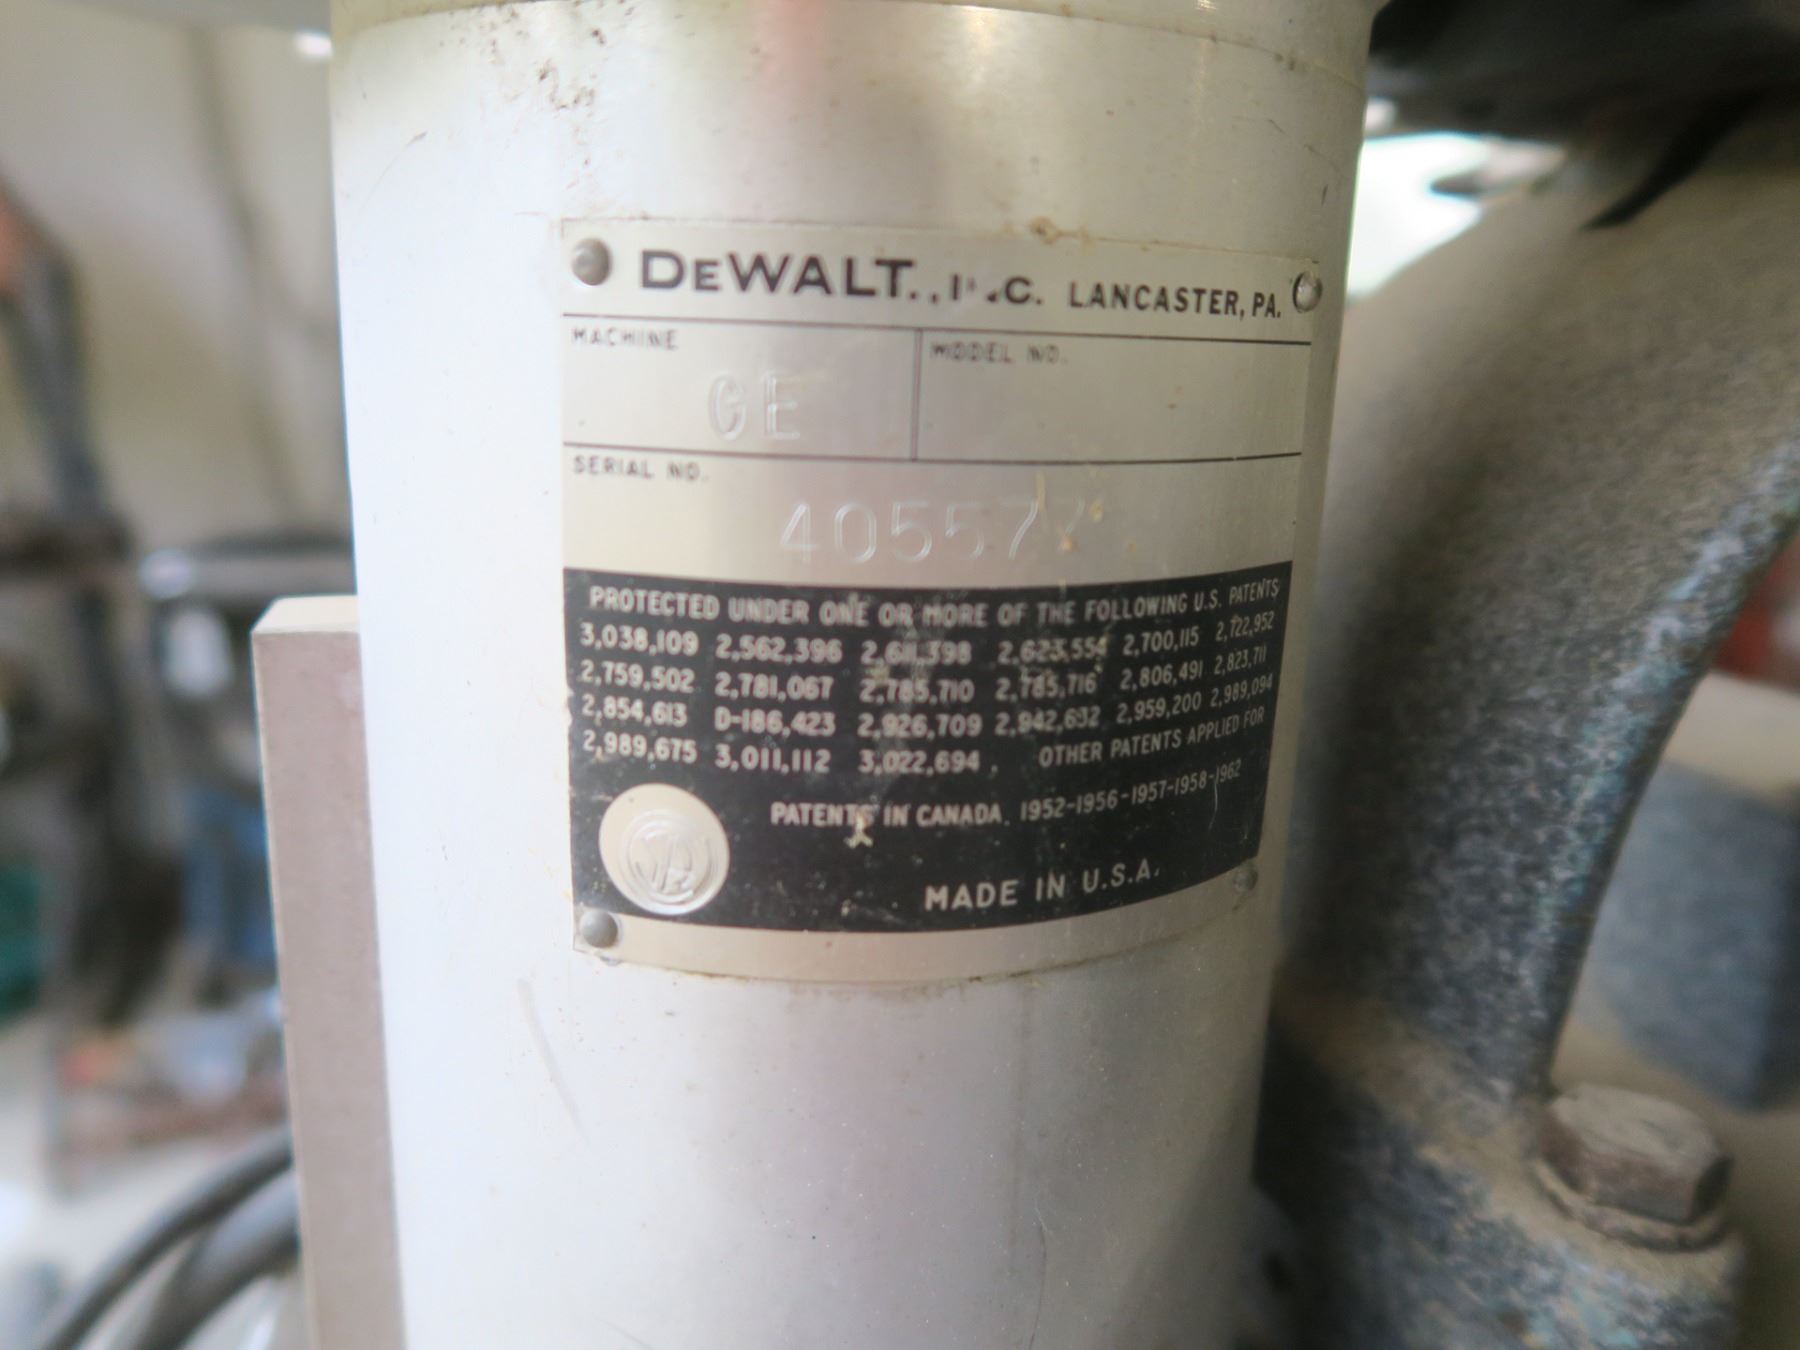 DEWALT., INC. LANCASTER, PA.
MACHINE MODEL NO.
GE
SERIAL NO.
PROTECTED UNDER ONE OR MORE OF THE FOLLOWING U.S. PATENTS
3,038,109 2,562,396 2,611,398 2,623,554 2,700,115 2,722,952
2,759,502 2,781,067 2,785,710 2,785,716 2,806,491 2,823,711
2,854,613 D-186,423 2,926,709 2,942,632 2,959,200 2,989,094
2,989,675 3,011,112 3,022,694. OTHER PATENTS APPLIED FOR
PATENTS IN CANADA. 1952-1956-1957-1958-1962
MADE IN U.S.A.